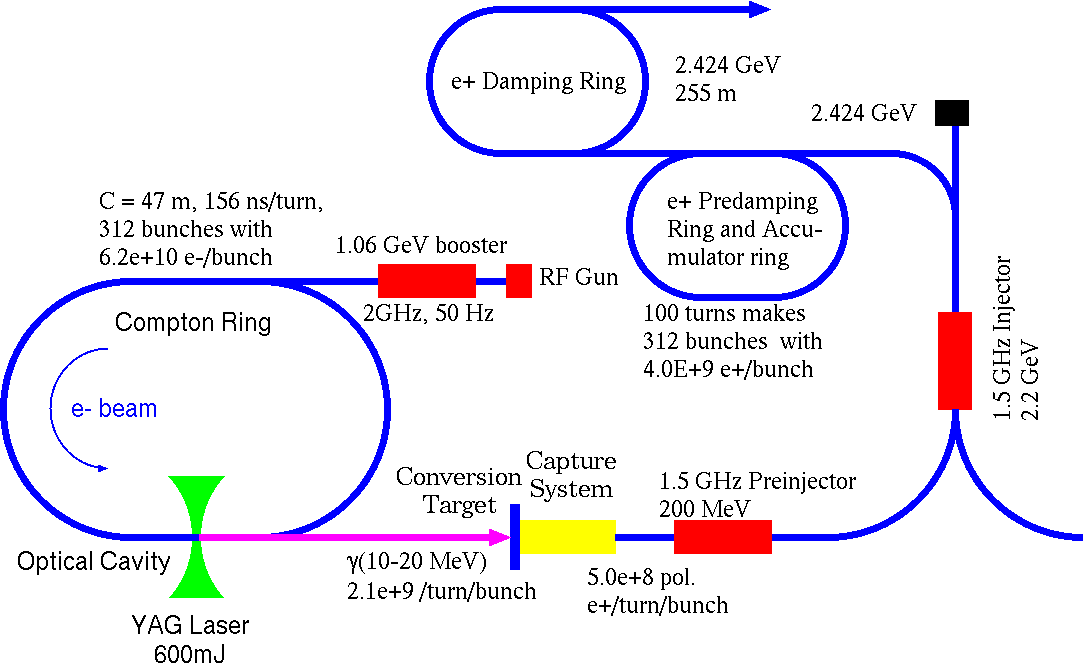 e+ Damping Ring
2.424 GeV
255 m
2.424 GeV
C = 47 m, 156 ns/turn,
312 bunches with
6.2e+10 e-/bunch
1.06 GeV booster
RF Gun
2GHz, 50 Hz
e+ Predamping
Ring and Accu-
mulator ring
100 turns makes
312 bunches with
4.0E+9 e+/bunch
1.5 GHz Injector
2.2 GeV
Compton Ring
e- beam
Conversion
Target
Capture
System
1.5 GHz Preinjector
200 MeV
Optical Cavity
γ(10-20 MeV)
2.1e+9 /turn/bunch
5.0e+8 pol.
e+/turn/bunch
YAG Laser
600mJ